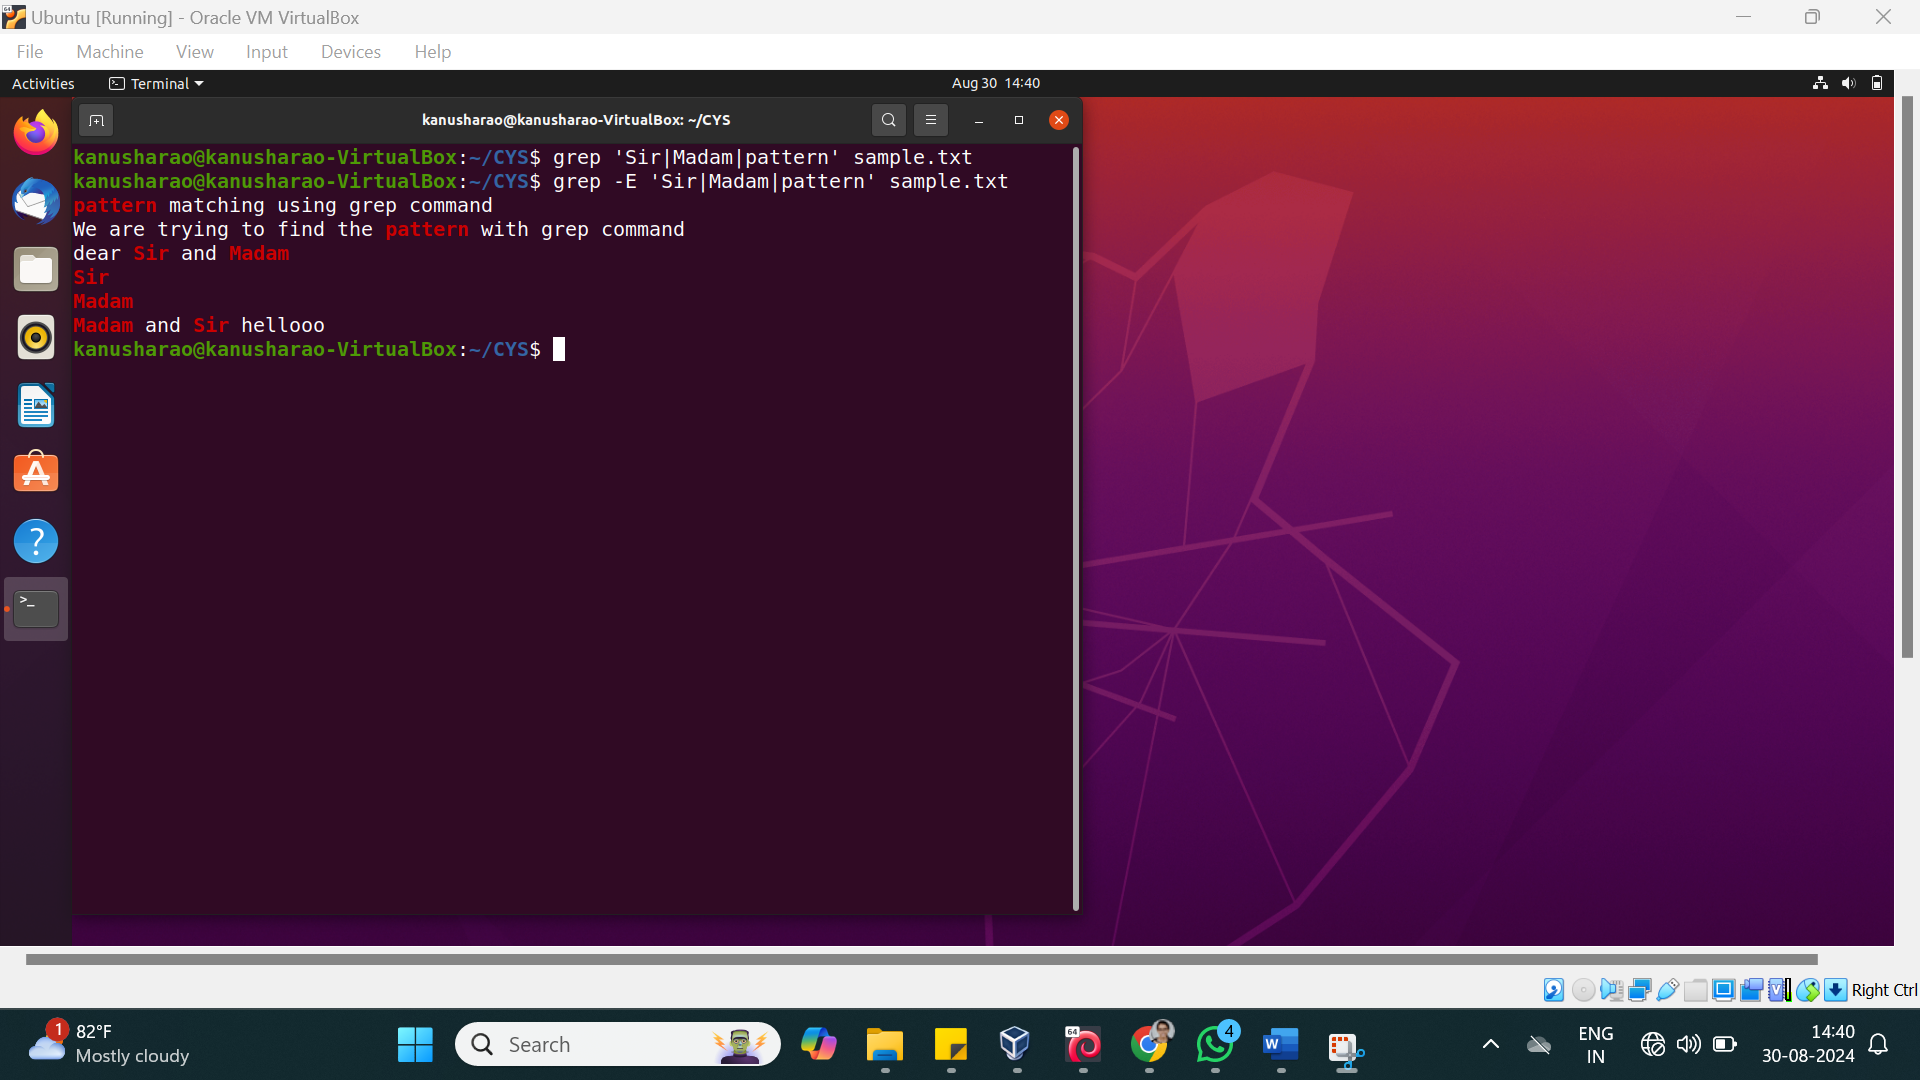 Ubuntu [Running] - Oracle VM VirtualBox
File Machine View Input Devices Help
Activities Terminal Aug 30 14:40
kanusharao@kanusharao-VirtualBox: ~/CYS
kanusharao@kanusharao-VirtualBox:~/CYS$ grep 'Sir|Madam|pattern' sample.txt
kanusharao@kanusharao-VirtualBox:~/CYS$ grep -E 'Sir|Madam|pattern' sample.txt
pattern matching using grep command
We are trying to find the pattern with grep command
dear Sir and Madam
Sir
Madam
Madam and Sir hellooo
kanusharao@kanusharao-VirtualBox:~/CYS$
Right Ctrl
1
82°F
Mostly cloudy
Search
64
4
ENG
IN
14:40
30-08-2024